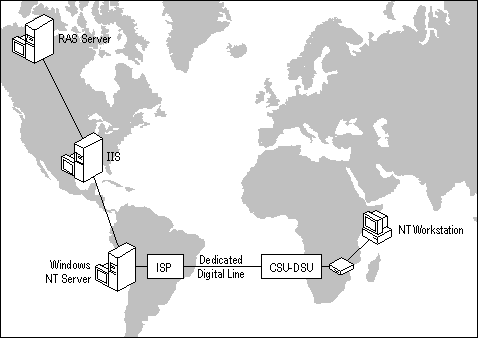 RAS Server
IIS
Windows
NT Server
ISP
Dedicated
Digital Line
CSU-DSU
NT Workstation